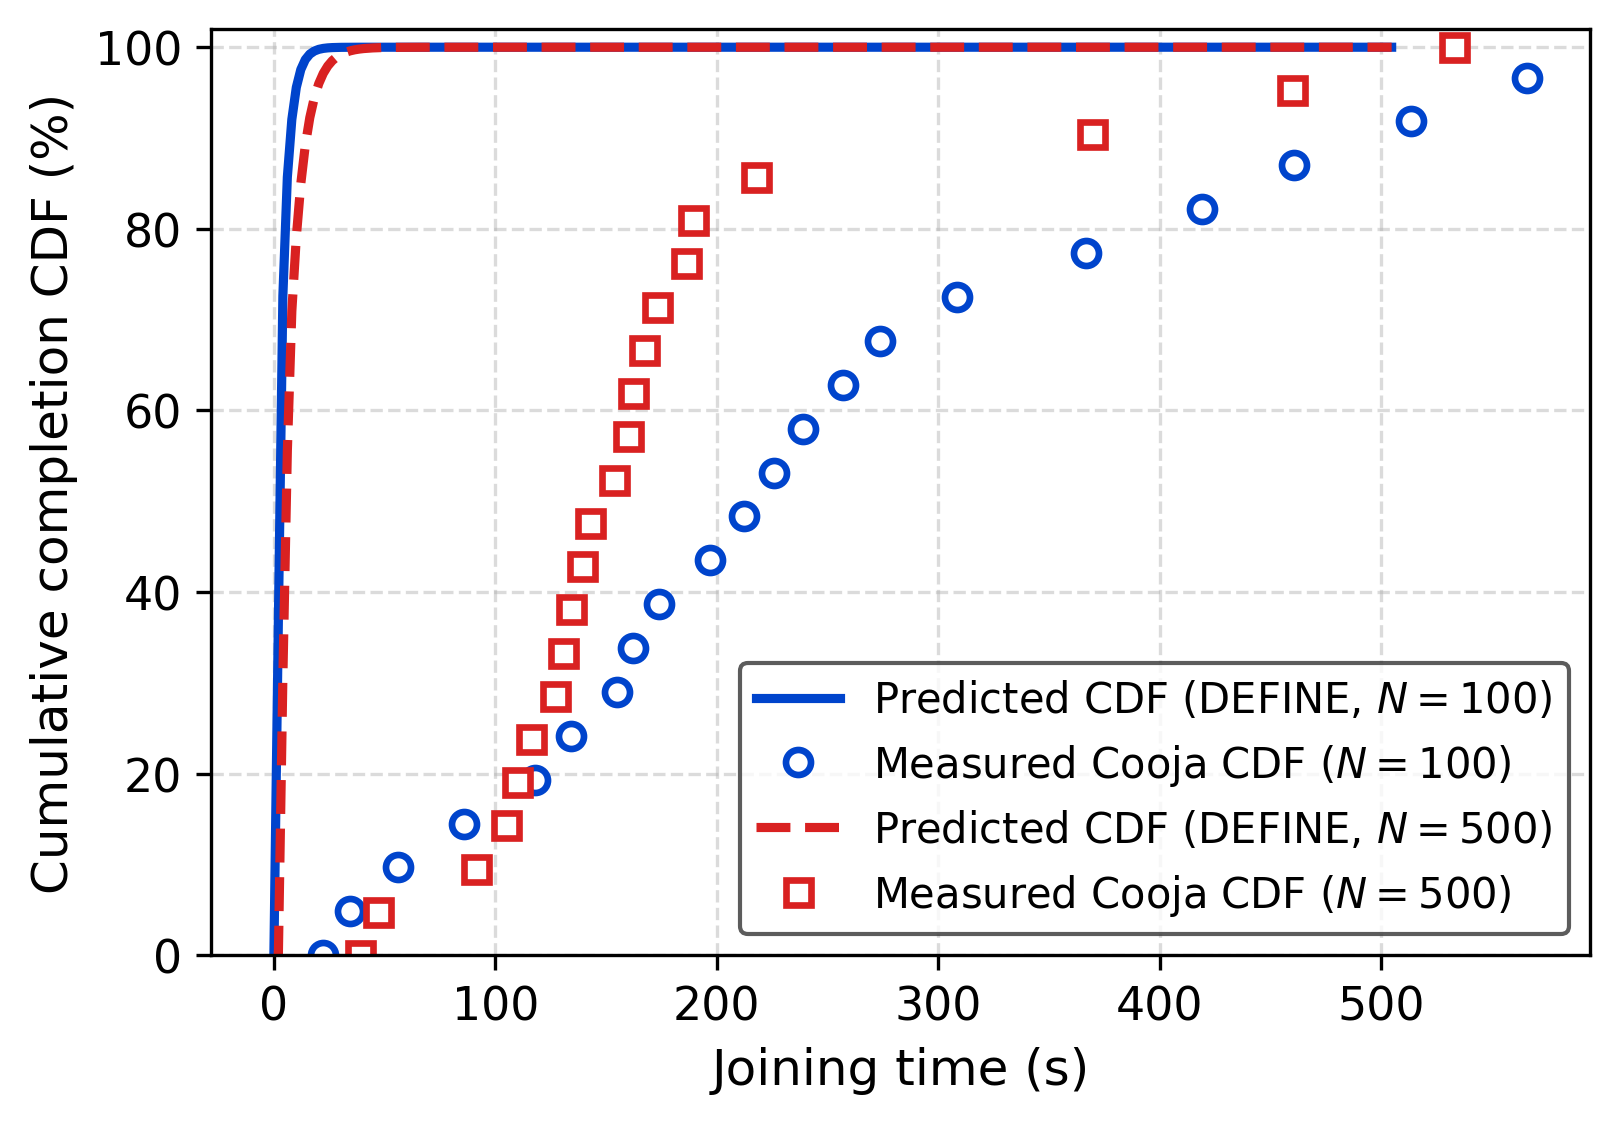 Cumulative completion CDF (%)
100
80
60
40
20
0
0 100 200 300 400 500
Joining time (s)
Predicted CDF (DEFINE, N = 100)
Measured Cooja CDF (N = 100)
Predicted CDF (DEFINE, N = 500)
Measured Cooja CDF (N = 500)